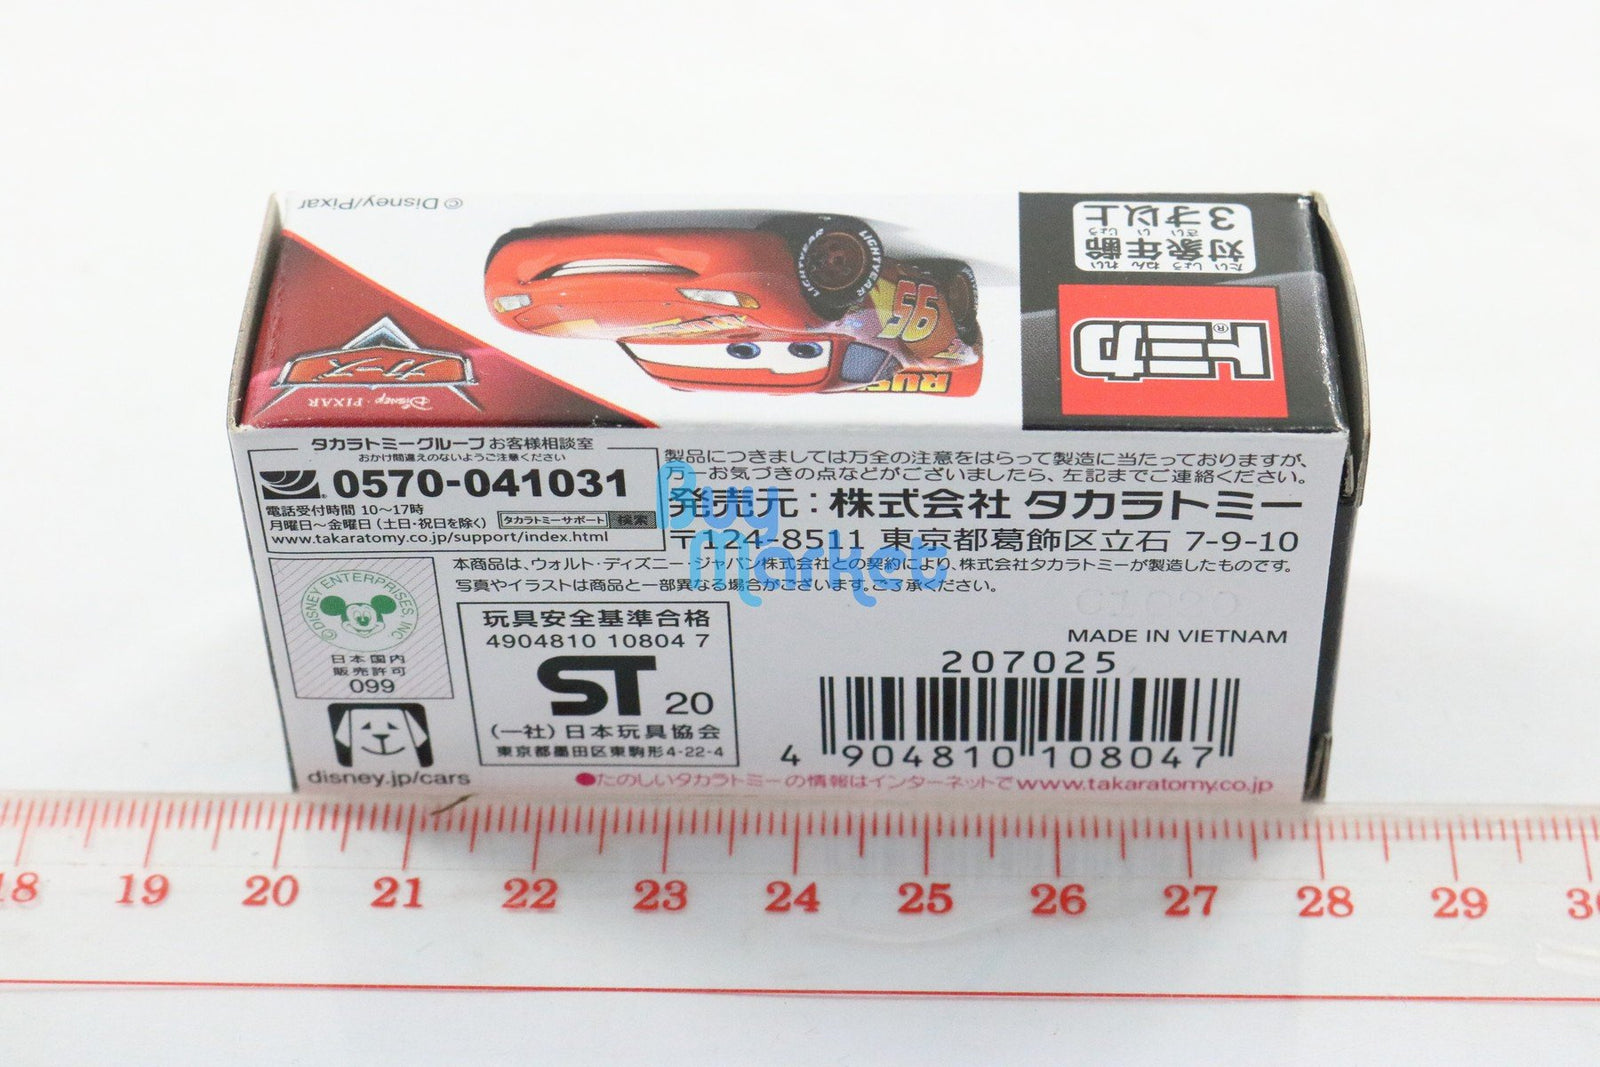 ©Disney/Pixar
対象年齢
たいしょうねんれい
3才以上
さいいじょう
トミカ®
カーズ
Disney・PIXAR
LIGHTYEAR
LIGHTYEAR
95
タカラトミーグループ お客様相談室
おかけ間違えのないようご注意ください
0570-041031
電話受付時間 10〜17時
月曜日〜金曜日（土日・祝日を除く）
タカラトミーサポート 検索
www.takaratomy.co.jp/support/index.html
製品につきましては万全の注意をはらって製造に当たっておりますが、
万一お気づきの点などがございましたら、左記までご連絡ください。
発売元：株式会社 タカラトミー
〒124-8511 東京都葛飾区立石 7-9-10
本商品は、ウォルト・ディズニー・ジャパン株式会社との契約により、株式会社タカラトミーが製造したものです。
写真やイラストは商品と一部異なる場合がございます。ご了承ください。
Buy
Market
©DISNEY ENTERPRISES, INC
日本国内
販売許可
099
disney.jp/cars
玩具安全基準合格
4904810 10804 7
ST 20
(一社)日本玩具協会
東京都墨田区東駒形4-22-4
MADE IN VIETNAM
207025
4 904810 108047
●たのしいタカラトミーの情報はインターネットで www.takaratomy.co.jp
18 19 20 21 22 23 24 25 26 27 28 29